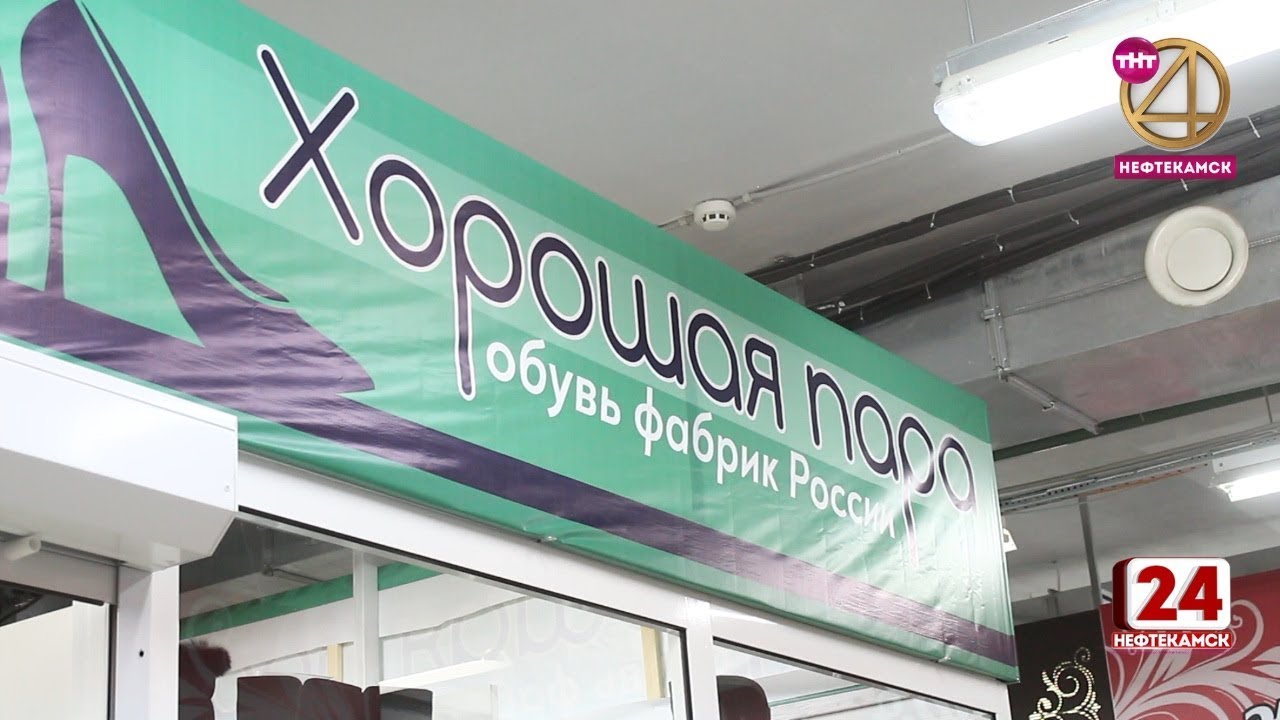 Хорошая пара
обувь фабрик России
ТНТ
4
НЕФТЕКАМСК
24
НЕФТЕКАМСК